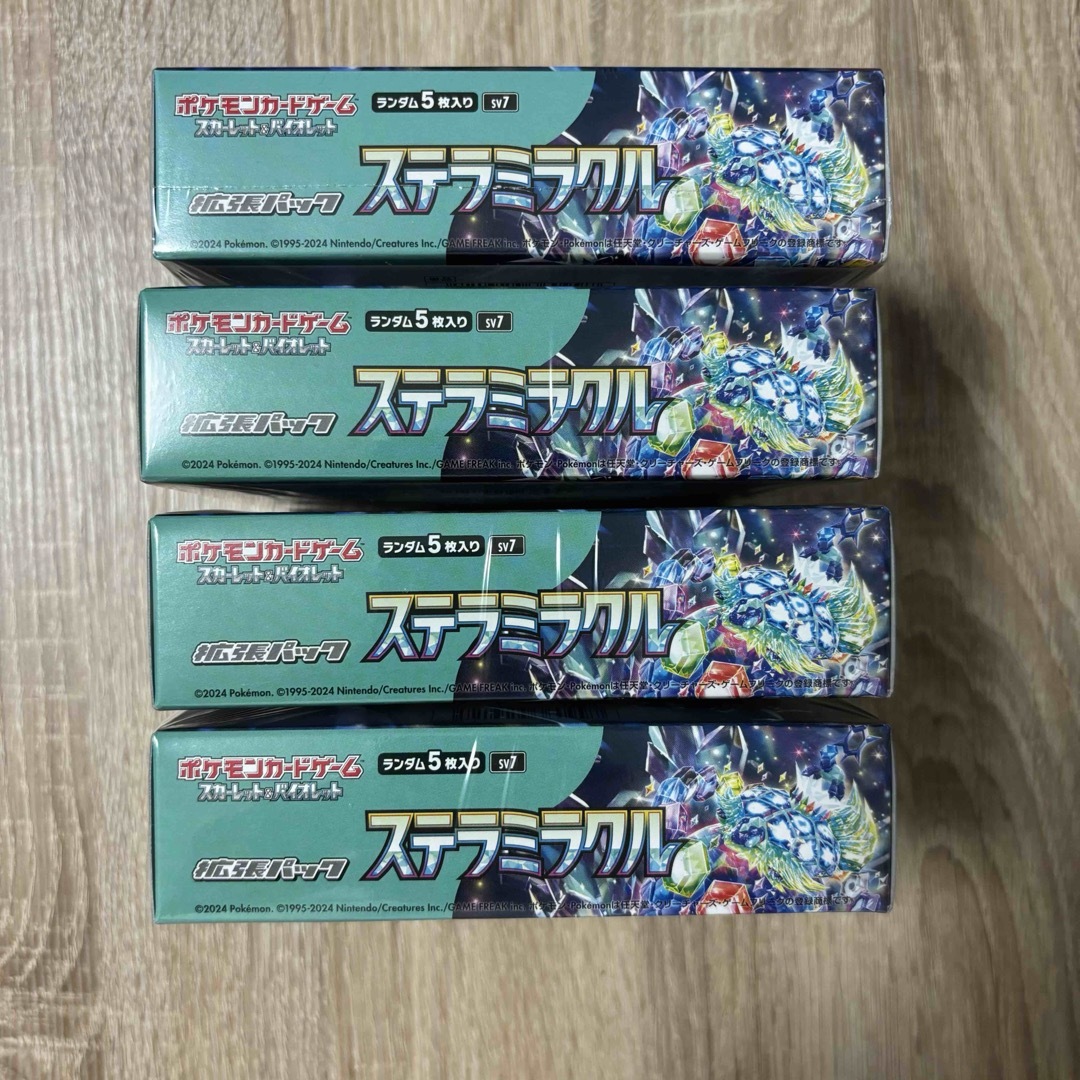 ポケモンカードゲーム ランダム5枚入り SV7
スカーレット&バイオレット
ステラミラクル
拡張パック
©2024 Pokémon. ©1995-2024 Nintendo/Creatures Inc./GAME FREAK inc. ポケモン・Pokémonは任天堂・クリーチャーズ・ゲームフリークの登録商標です。
ポケモンカードゲーム ランダム5枚入り SV7
スカーレット&バイオレット
ステラミラクル
拡張パック
©2024 Pokémon. ©1995-2024 Nintendo/Creatures Inc./GAME FREAK inc. ポケモン・Pokémonは任天堂・クリーチャーズ・ゲームフリークの登録商標です。
ポケモンカードゲーム ランダム5枚入り SV7
スカーレット&バイオレット
ステラミラクル
拡張パック
©2024 Pokémon. ©1995-2024 Nintendo/Creatures Inc./GAME FREAK inc. ポケモン・Pokémonは任天堂・クリーチャーズ・ゲームフリークの登録商標です。
ポケモンカードゲーム ランダム5枚入り SV7
スカーレット&バイオレット
ステラミラクル
拡張パック
©2024 Pokémon. ©1995-2024 Nintendo/Creatures Inc./GAME FREAK inc. ポケモン・Pokémonは任天堂・クリーチャーズ・ゲームフリークの登録商標です。